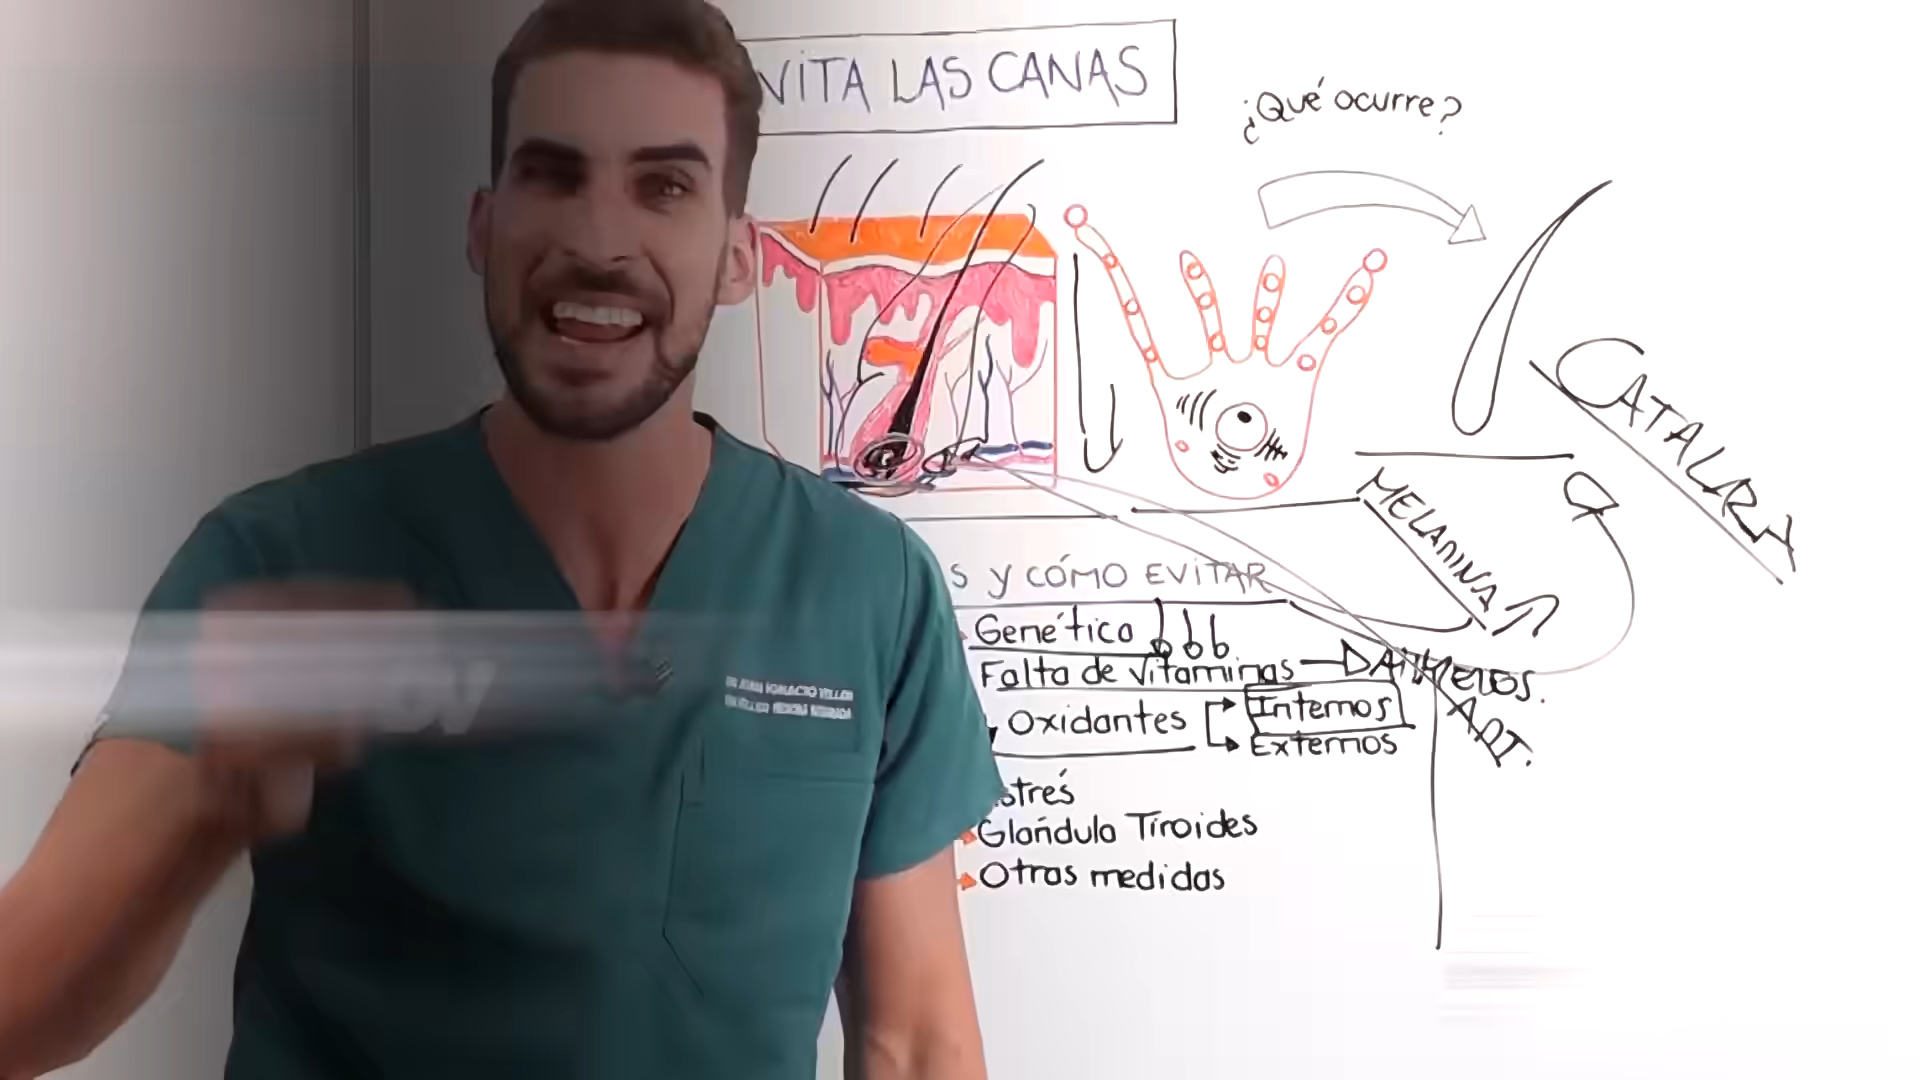 VITA LAS CANAS
¿Qué ocurre?
CATALASA
MELANINA
S Y CÓMO EVITAR
Genético
Falta de vitaminas
Oxidantes
Internos
Externos
ART.
strés
Glándula Tiroides
Otras medidas